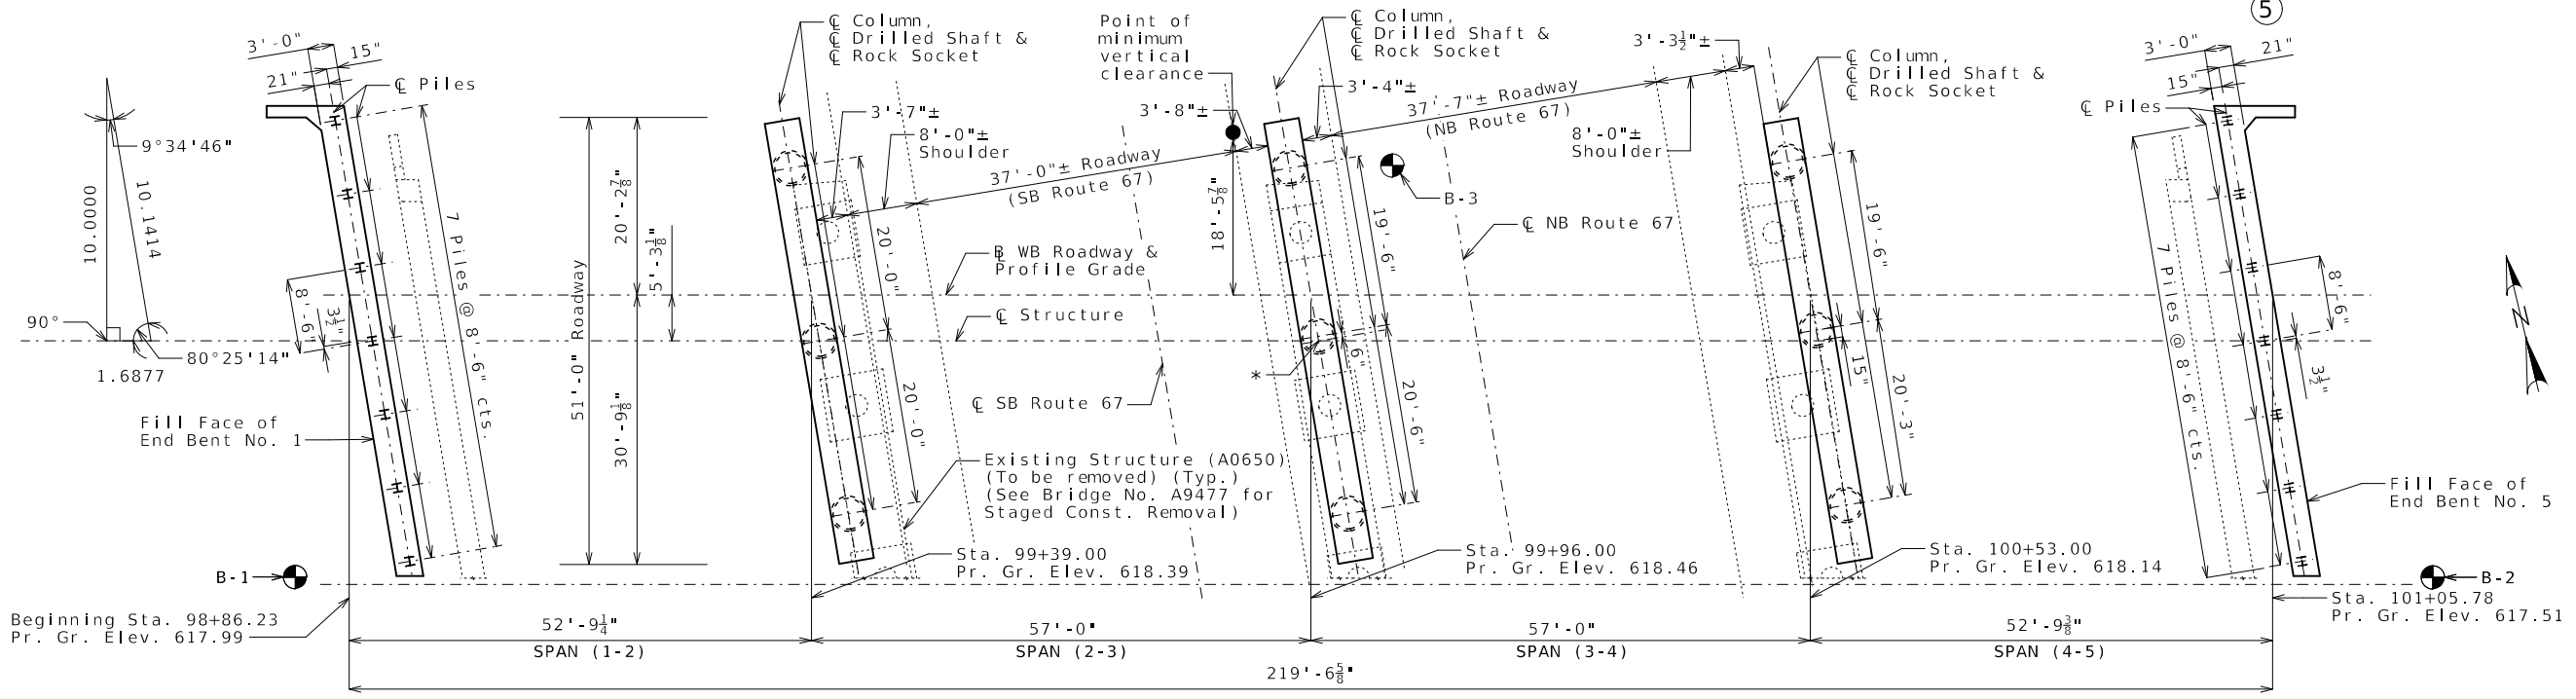 5
3'-0"
15"
21"
℄ Piles
℄ Column,
℄ Drilled Shaft &
℄ Rock Socket
Point of
minimum
vertical
clearance
℄ Column,
℄ Drilled Shaft &
℄ Rock Socket
3'-3½"±
℄ Column,
℄ Drilled Shaft &
℄ Rock Socket
3'-0"
21"
15"
℄ Piles
9°34'46"
10.0000
10.1414
90°
80°25'14"
1.6877
8'-6"
3½"
7 Piles @ 8'-6" cts.
Fill Face of
End Bent No. 1
51'-0" Roadway
20'-2⅞"
5'-3⅛"
30'-9⅛"
3'-7"±
8'-0"±
Shoulder
37'-0"± Roadway
(SB Route 67)
3'-8"±
3'-4"±
37'-7"± Roadway
(NB Route 67)
8'-0"±
Shoulder
B-3
18'-5⅞"
℄ NB Route 67
B WB Roadway &
Profile Grade
℄ Structure
℄ SB Route 67
*
20'-0"
20'-0"
19'-6"
6"
20'-6"
19'-6"
15"
20'-3"
8'-6"
3½"
7 Piles @ 8'-6" cts.
N
Existing Structure (A0650)
(To be removed) (Typ.)
(See Bridge No. A9477 for
Staged Const. Removal)
Fill Face of
End Bent No. 5
B-1
B-2
Beginning Sta. 98+86.23
Pr. Gr. Elev. 617.99
Sta. 99+39.00
Pr. Gr. Elev. 618.39
Sta. 99+96.00
Pr. Gr. Elev. 618.46
Sta. 100+53.00
Pr. Gr. Elev. 618.14
Sta. 101+05.78
Pr. Gr. Elev. 617.51
52'-9¼"
57'-0"
57'-0"
52'-9⅜"
SPAN (1-2)
SPAN (2-3)
SPAN (3-4)
SPAN (4-5)
219'-6⅝"